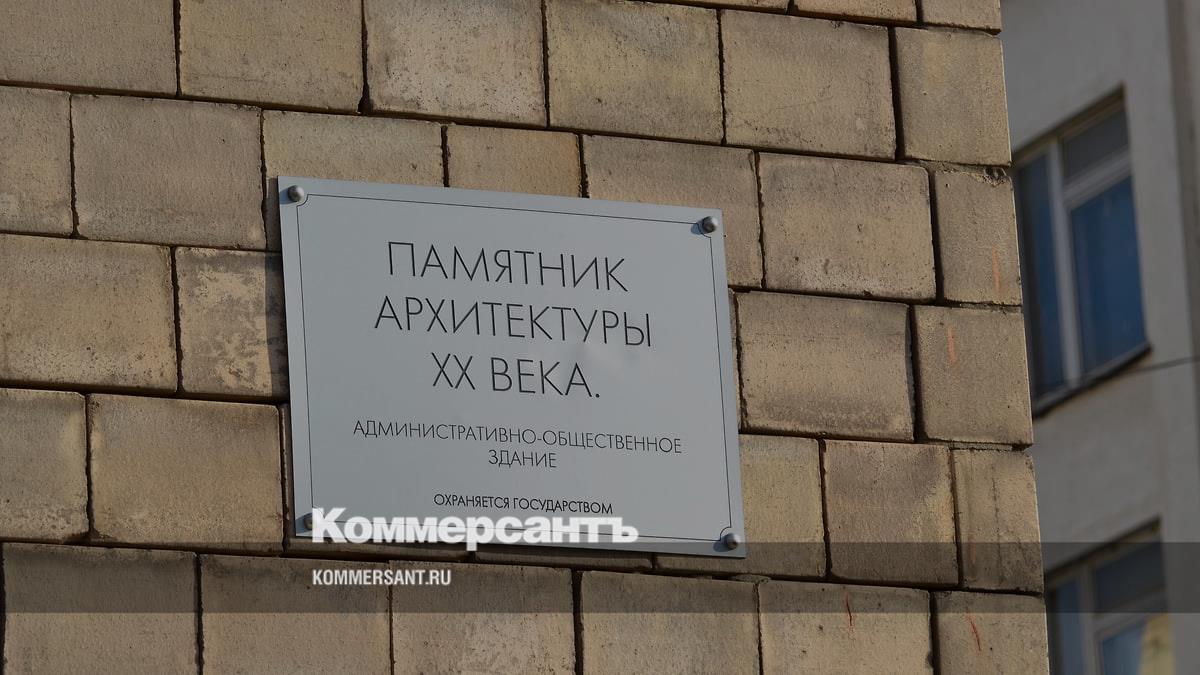 ПАМЯТНИК
АРХИТЕКТУРЫ
XX ВЕКА.
АДМИНИСТРАТИВНО-ОБЩЕСТВЕННОЕ
ЗДАНИЕ
ОХРАНЯЕТСЯ ГОСУДАРСТВОМ
Коммерсантъ
KOMMERSANT.RU